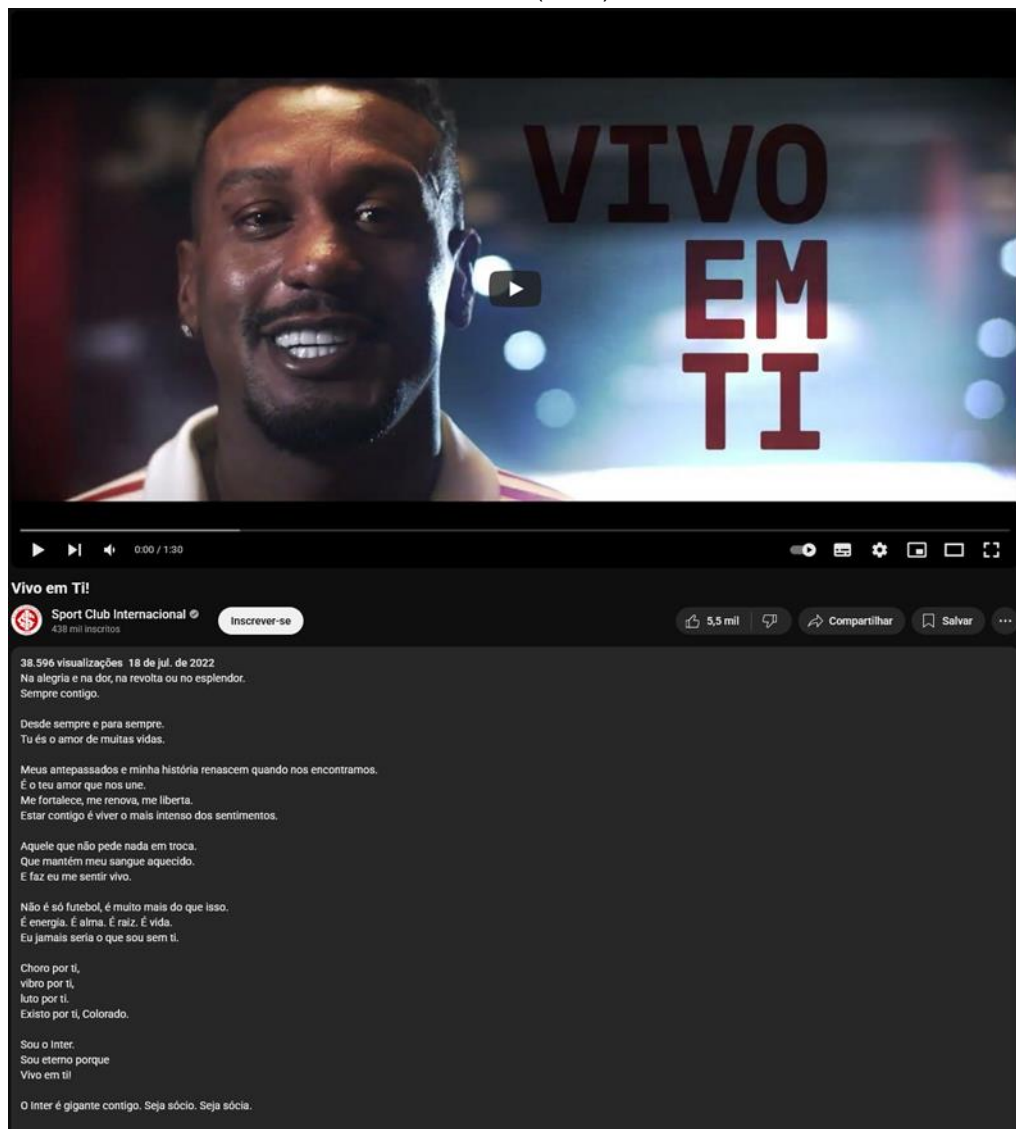 VIVO
EM
TI
0:00 / 1:30
Vivo em Ti!
Sport Club Internacional
438 mil inscritos
Inscrever-se
5,5 mil
Compartilhar
Salvar
38.596 visualizações 18 de jul. de 2022
Na alegria e na dor, na revolta ou no esplendor.
Sempre contigo.
Desde sempre e para sempre.
Tu és o amor de muitas vidas.
Meus antepassados e minha história renascem quando nos encontramos.
É o teu amor que nos une.
Me fortalece, me renova, me liberta.
Estar contigo é viver o mais intenso dos sentimentos.
Aquele que não pede nada em troca.
Que mantém meu sangue aquecido.
E faz eu me sentir vivo.
Não é só futebol, é muito mais do que isso.
É energia. É alma. É raiz. É vida.
Eu jamais seria o que sou sem ti.
Choro por ti,
vibro por ti,
luto por ti.
Existo por ti, Colorado.
Sou o Inter.
Sou eterno porque
Vivo em ti!
O Inter é gigante contigo. Seja sócio. Seja sócia.